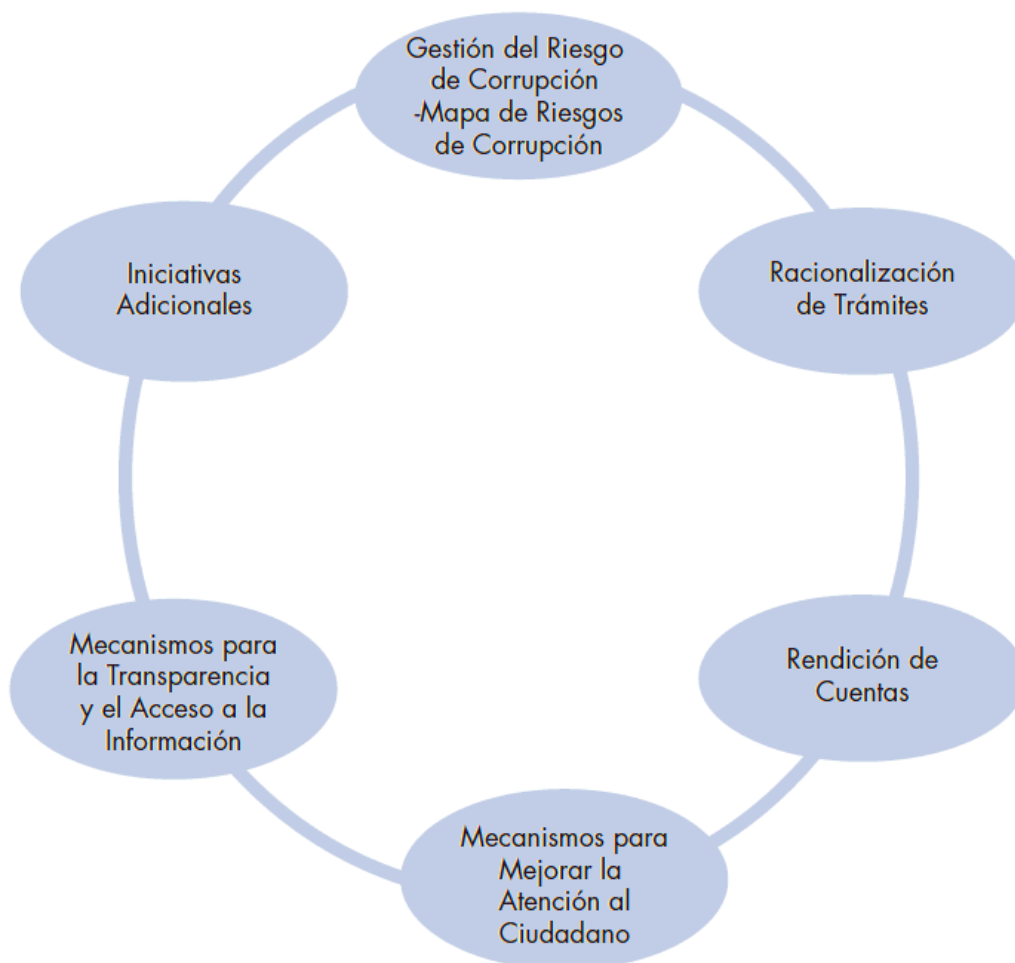 Gestión del Riesgo
de Corrupción
-Mapa de Riesgos
de Corrupción
Racionalización
de Trámites
Rendición de
Cuentas
Mecanismos para
Mejorar la
Atención al
Ciudadano
Mecanismos para
la Transparencia
y el Acceso a la
Información
Iniciativas
Adicionales